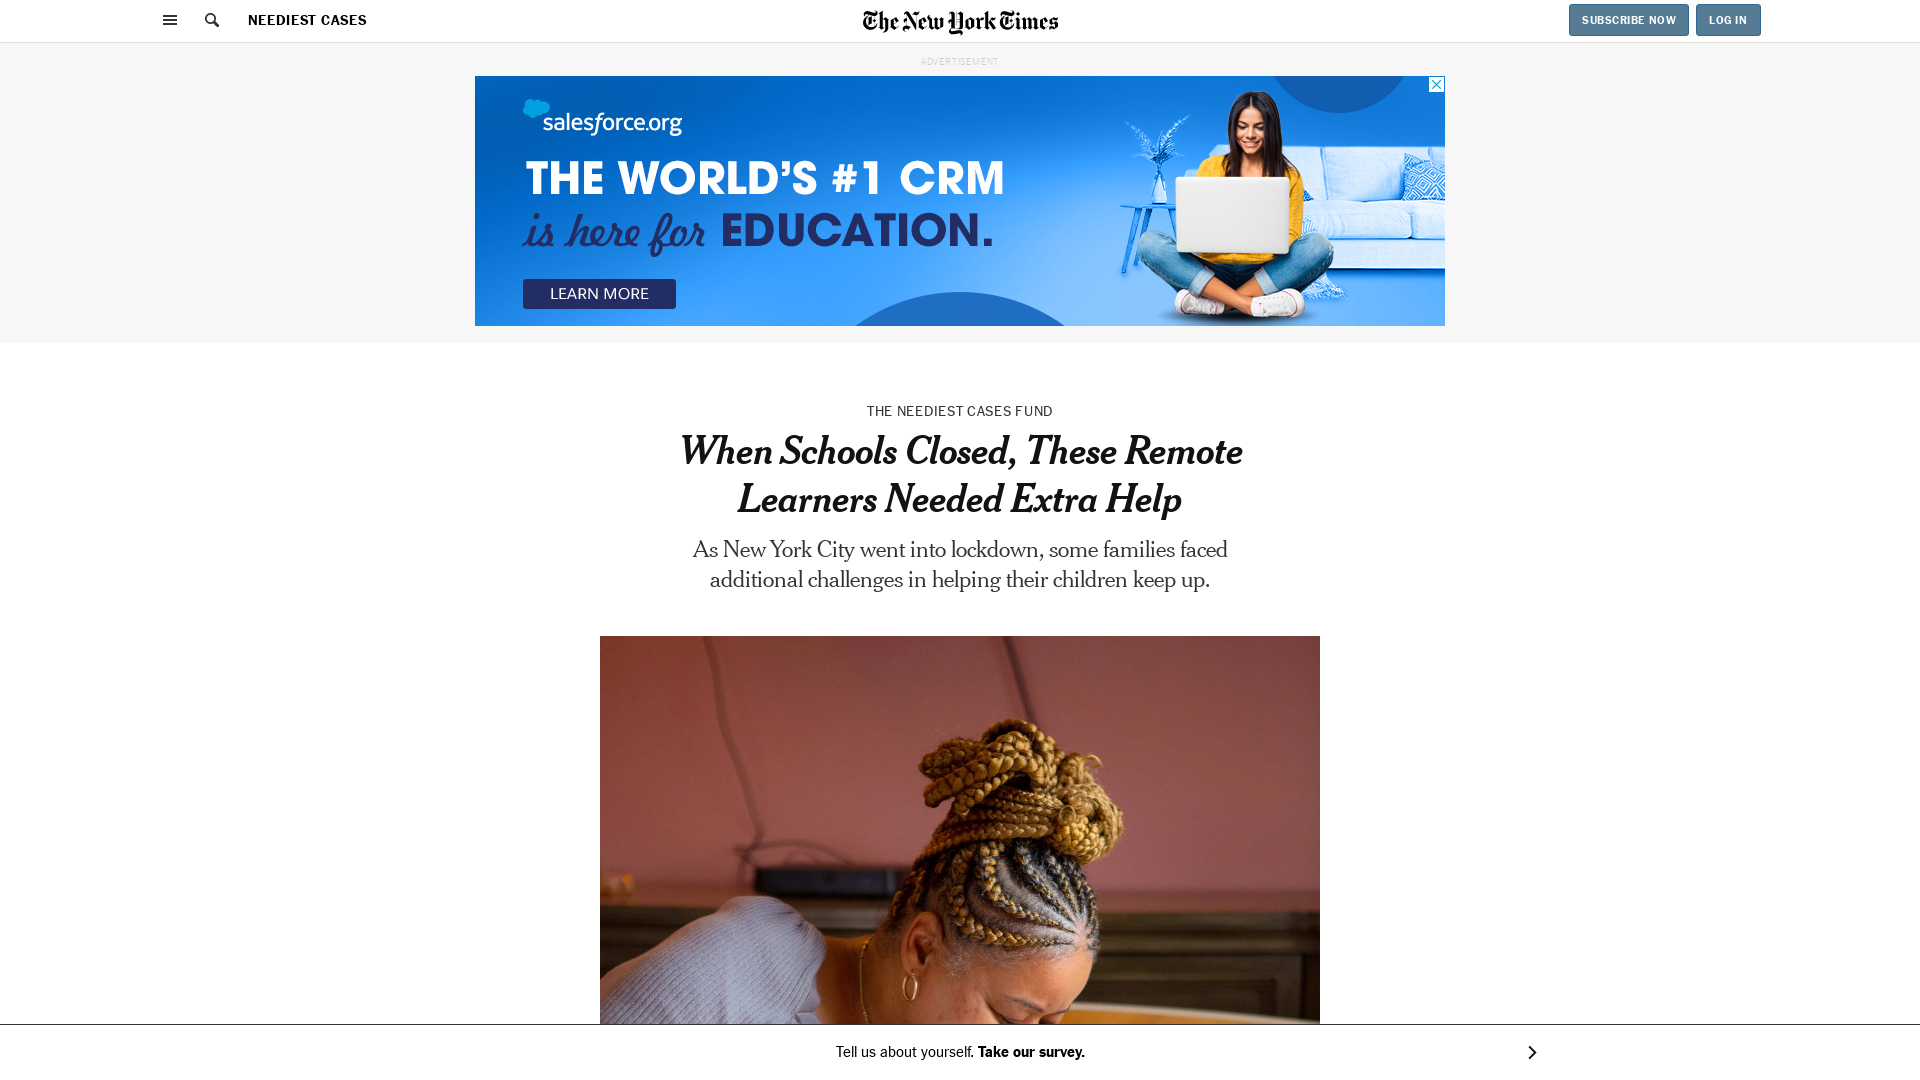 NEEDIEST CASES
The New York Times
SUBSCRIBE NOW
LOG IN
ADVERTISEMENT
salesforce.org
THE WORLD'S #1 CRM
is here for EDUCATION.
LEARN MORE
THE NEEDIEST CASES FUND
When Schools Closed, These Remote
Learners Needed Extra Help
As New York City went into lockdown, some families faced
additional challenges in helping their children keep up.
Tell us about yourself. Take our survey.